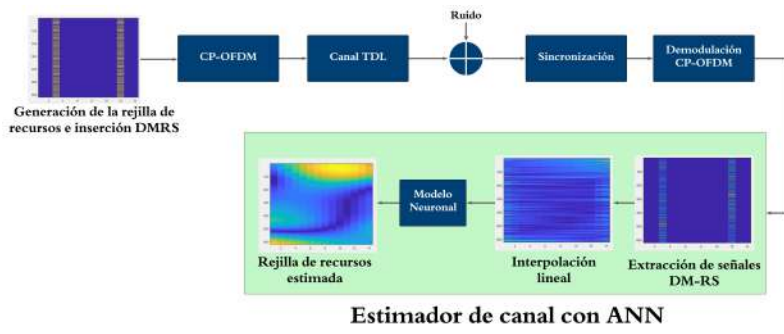 Ruido
CP-OFDM
Canal TDL
Sincronización
Demodulación
CP-OFDM
Generación de la rejilla de
recursos e inserción DMRS
Modelo
Neuronal
Rejilla de recursos
estimada
Interpolación
lineal
Extracción de señales
DM-RS
Estimador de canal con ANN